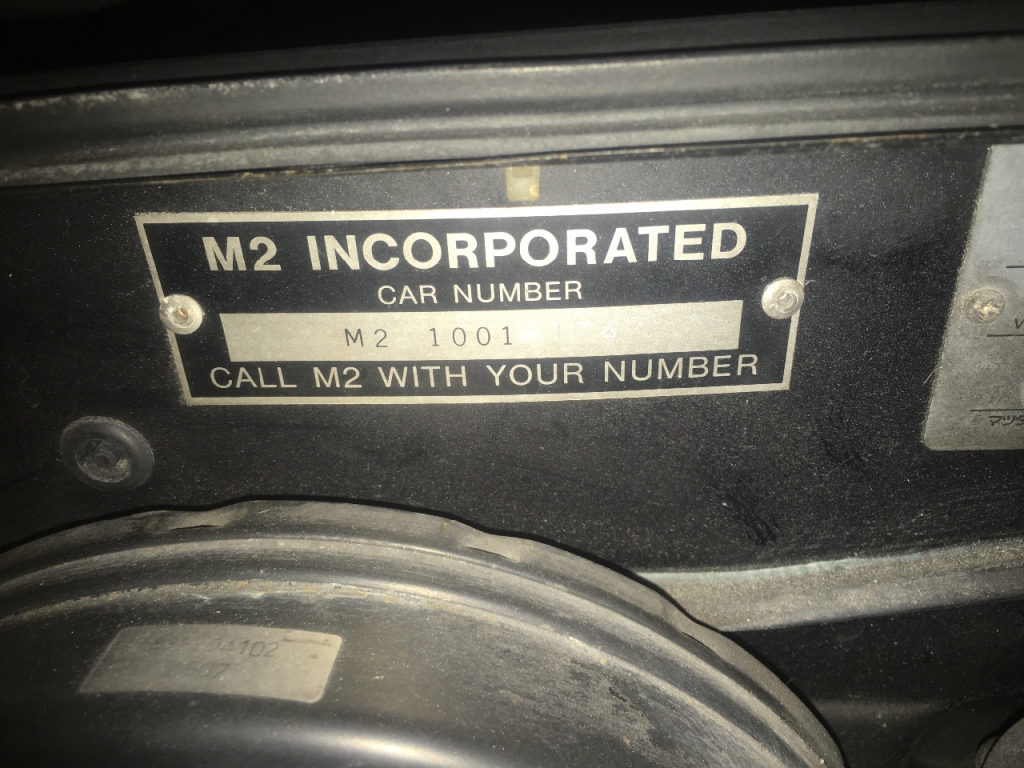 M2 INCORPORATED
CAR NUMBER
M2 1001
CALL M2 WITH YOUR NUMBER